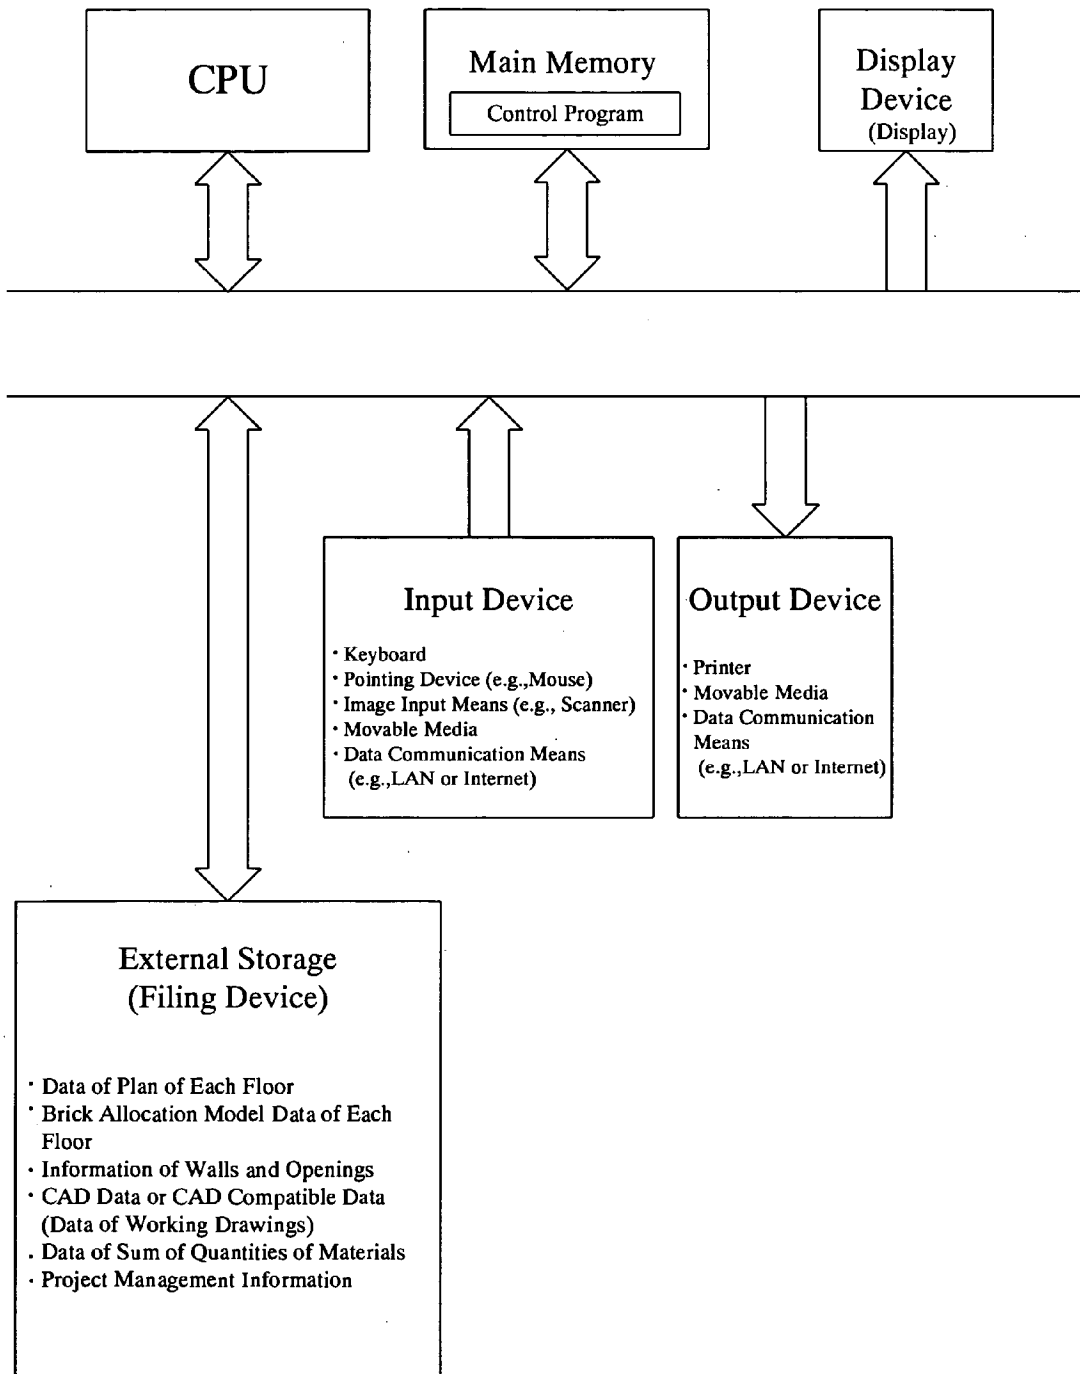 CPU
Main Memory
Control Program
Display
Device
(Display)
Input Device
· Keyboard
· Pointing Device (e.g.,Mouse)
· Image Input Means (e.g., Scanner)
· Movable Media
· Data Communication Means
(e.g.,LAN or Internet)
Output Device
· Printer
· Movable Media
· Data Communication
Means
(e.g.,LAN or Internet)
External Storage
(Filing Device)
· Data of Plan of Each Floor
· Brick Allocation Model Data of Each
Floor
· Information of Walls and Openings
· CAD Data or CAD Compatible Data
(Data of Working Drawings)
. Data of Sum of Quantities of Materials
· Project Management Information